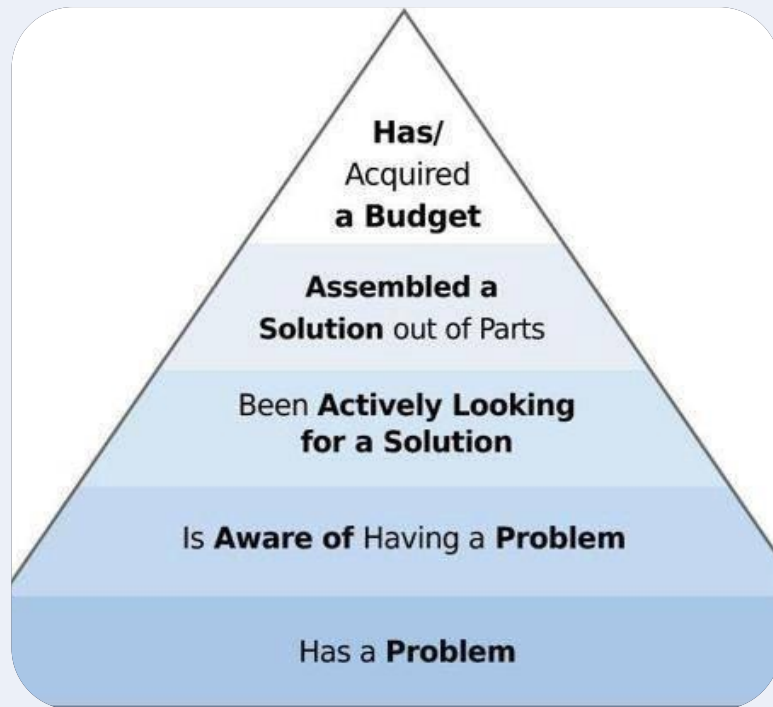 Has/
Acquired
a Budget
Assembled a
Solution out of Parts
Been Actively Looking
for a Solution
Is Aware of Having a Problem
Has a Problem